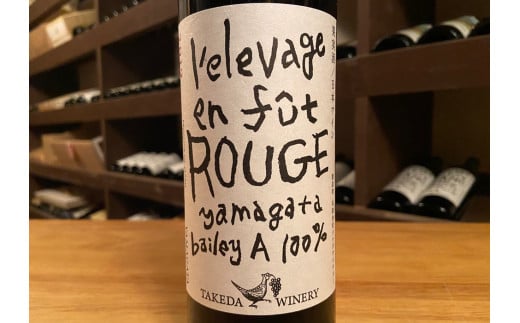 l'elevage
en fût
ROUGE
yamagata
bailey A 100%
TAKEDA WINERY